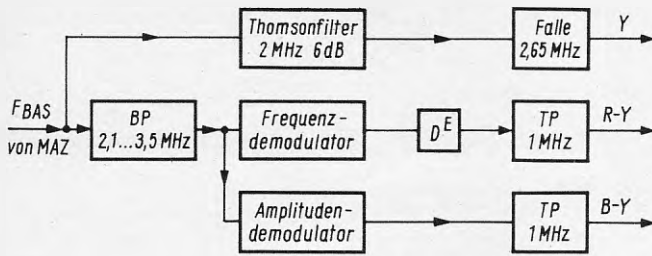 Thomsonfilter
2 MHz 6dB
Falle
2,65 MHz
Y
FBAS
von MAZ
BP
2,1...3,5 MHz
Frequenz-
demodulator
D^E
TP
1 MHz
R-Y
Amplituden-
demodulator
TP
1 MHz
B-Y